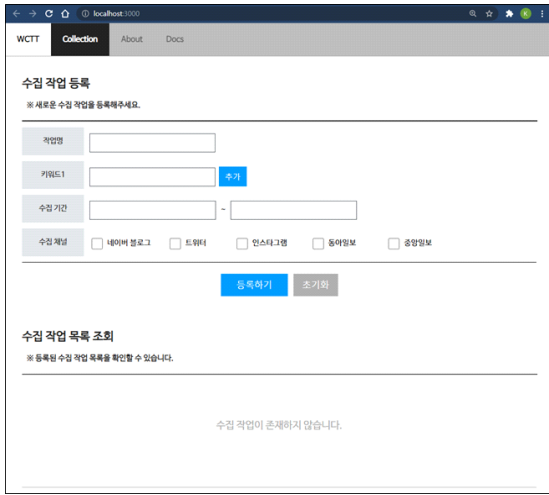 localhost:3000
K
WCTT Collection About Docs
수집 작업 등록
※ 새로운 수집 작업을 등록해주세요.
작업명
키워드1 추가
수집 기간 ~
수집 채널 네이버 블로그 트위터 인스타그램 동아일보 중앙일보
등록하기 초기화
수집 작업 목록 조회
※ 등록된 수집 작업 목록을 확인할 수 있습니다.
수집 작업이 존재하지 않습니다.